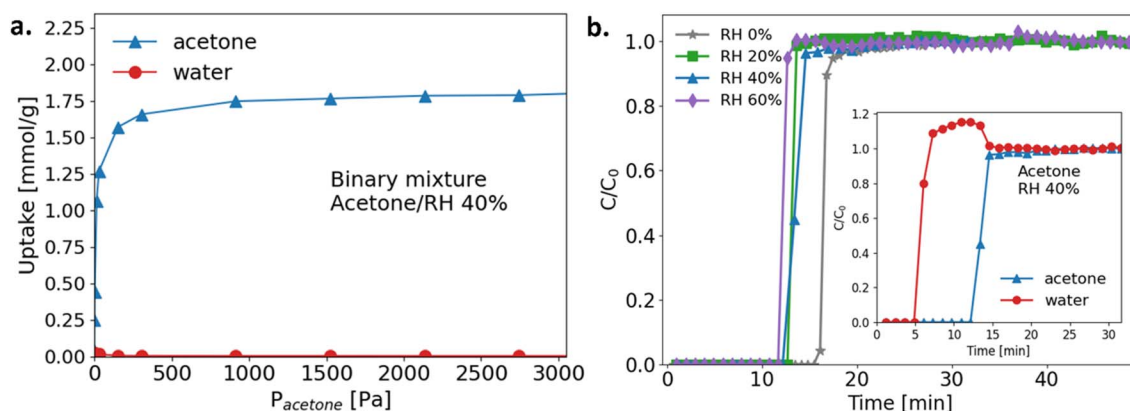 a.
2.25
2.00
1.75
1.50
1.25
1.00
0.75
0.50
0.25
0.00
Uptake [mmol/g]
acetone
water
Binary mixture
Acetone/RH 40%
0
500
1000
1500
2000
2500
3000
Pacetone [Pa]
b.
1.0
0.8
0.6
0.4
0.2
0.0
C/C0
RH 0%
RH 20%
RH 40%
RH 60%
10
20
30
40
Time [min]
1.2
1.0
0.8
0.6
0.4
0.2
0.0
C/C0
Acetone
RH 40%
acetone
water
0
5
10
15
20
25
30
Time [min]